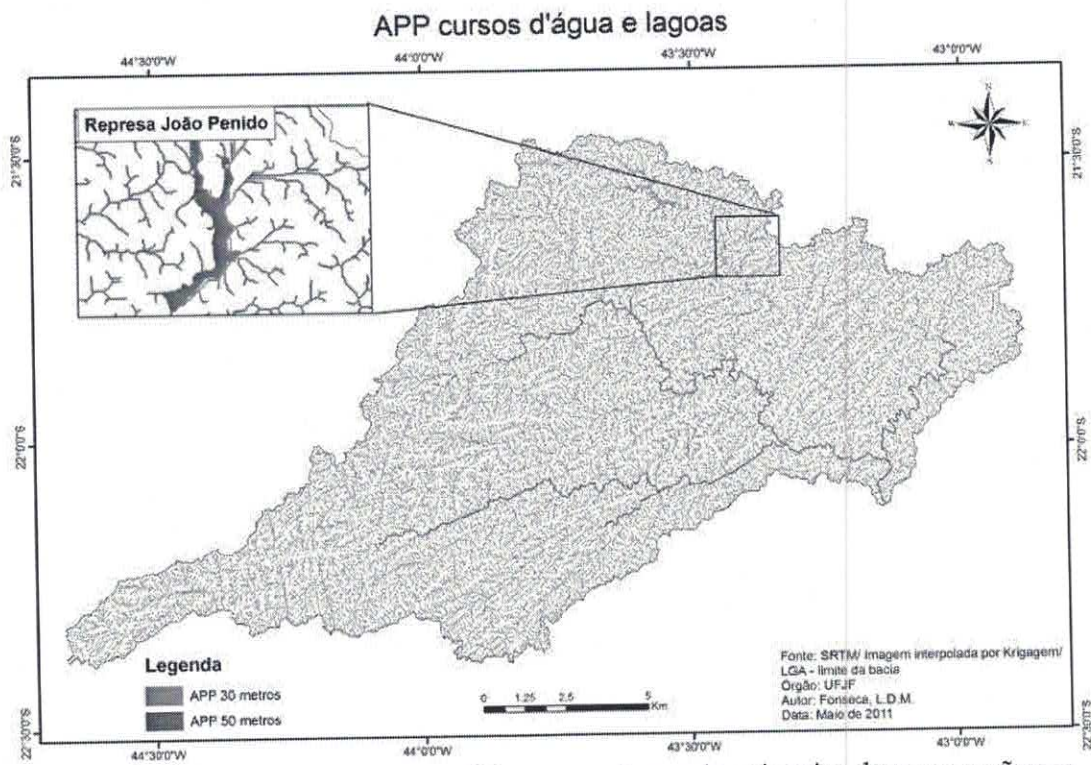 APP cursos d'água e lagoas
44°30'0"W
44°0'0"W
43°30'0"W
43°0'0"W
Represa João Penido
N
W
E
S
21°30'0"S
21°30'0"S
22°0'0"S
22°0'0"S
22°30'0"S
22°30'0"S
Legenda
APP 30 metros
APP 50 metros
0 1.25 2.5 5
Km
Fonte: SRTM/ Imagem interpolada por Krigagem/
LGA - limite da bacia
Orgão: UFJF
Autor: Fonseca, L.D.M.
Data: Maio de 2011
44°30'0"W
44°0'0"W
43°30'0"W
43°0'0"W